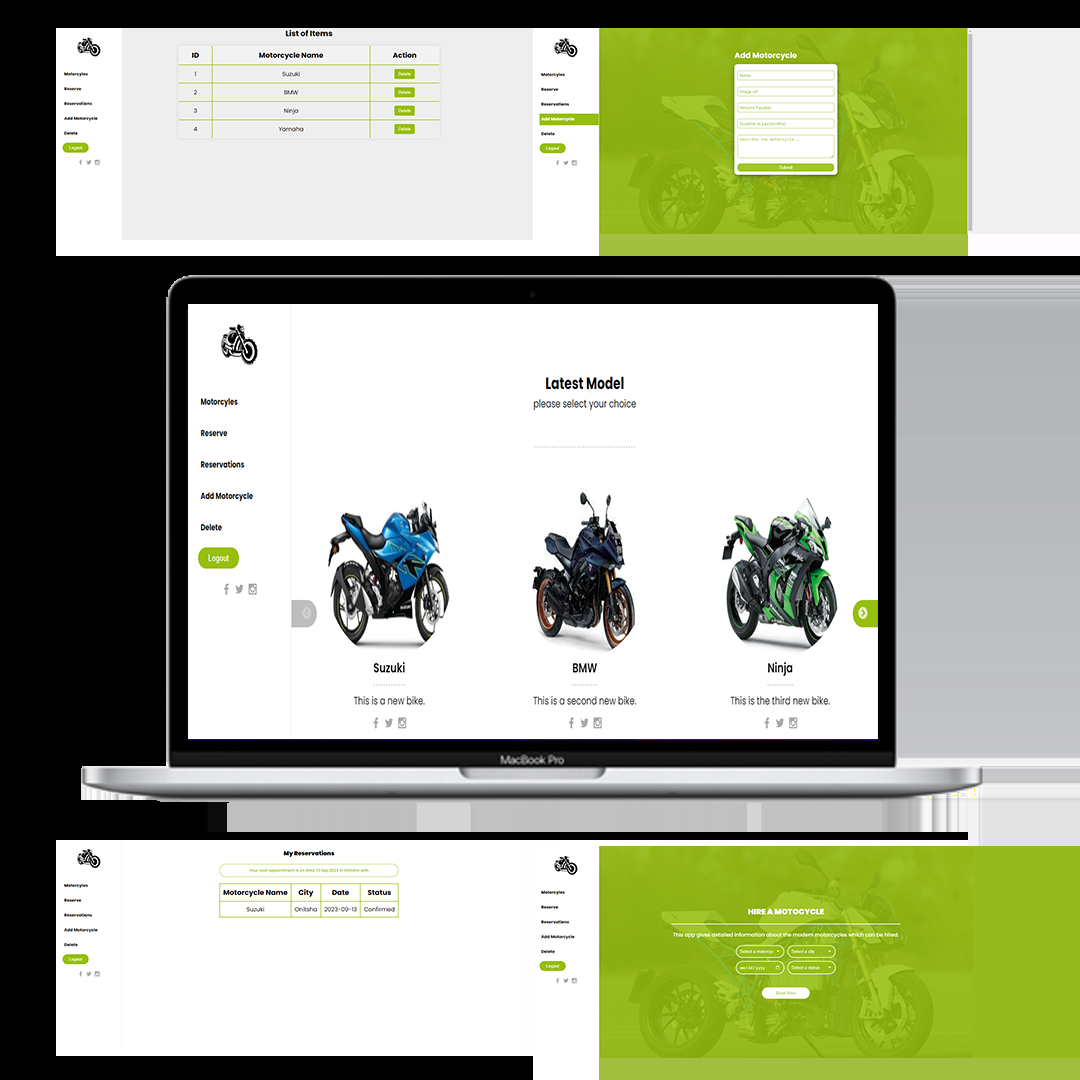 List of Items
ID Motorcycle Name Action
1 Suzuki Delete
2 BMW Delete
3 Ninja Delete
4 Yamaha Delete
Motorcyles
Reserve
Reservations
Add Motorcycle
Delete
Logout
Motorcyles
Reserve
Reservations
Add Motorcycle
Delete
Logout
Add Motorcycle
Name
Image url
Amount Payable
Duration to pay(months)
Describe the motorcycle...
Submit
Motorcyles
Reserve
Reservations
Add Motorcycle
Delete
Logout
Latest Model
please select your choice
Suzuki
This is a new bike.
BMW
This is a second new bike.
Ninja
This is the third new bike.
MacBook Pro
Motorcyles
Reserve
Reservations
Add Motorcycle
Delete
Logout
My Reservations
Your next appointment is on Wed, 13 Sep 2023 in Onitsha with
Motorcycle Name City Date Status
Suzuki Onitsha 2023-09-13 Confirmed
Motorcyles
Reserve
Reservations
Add Motorcycle
Delete
Logout
HIRE A MOTOCYCLE
This app gives detailed information about the modern motorcycles which can be hired.
Select a motorcy Select a city
mm/dd/yyyy Select a status
Book Now